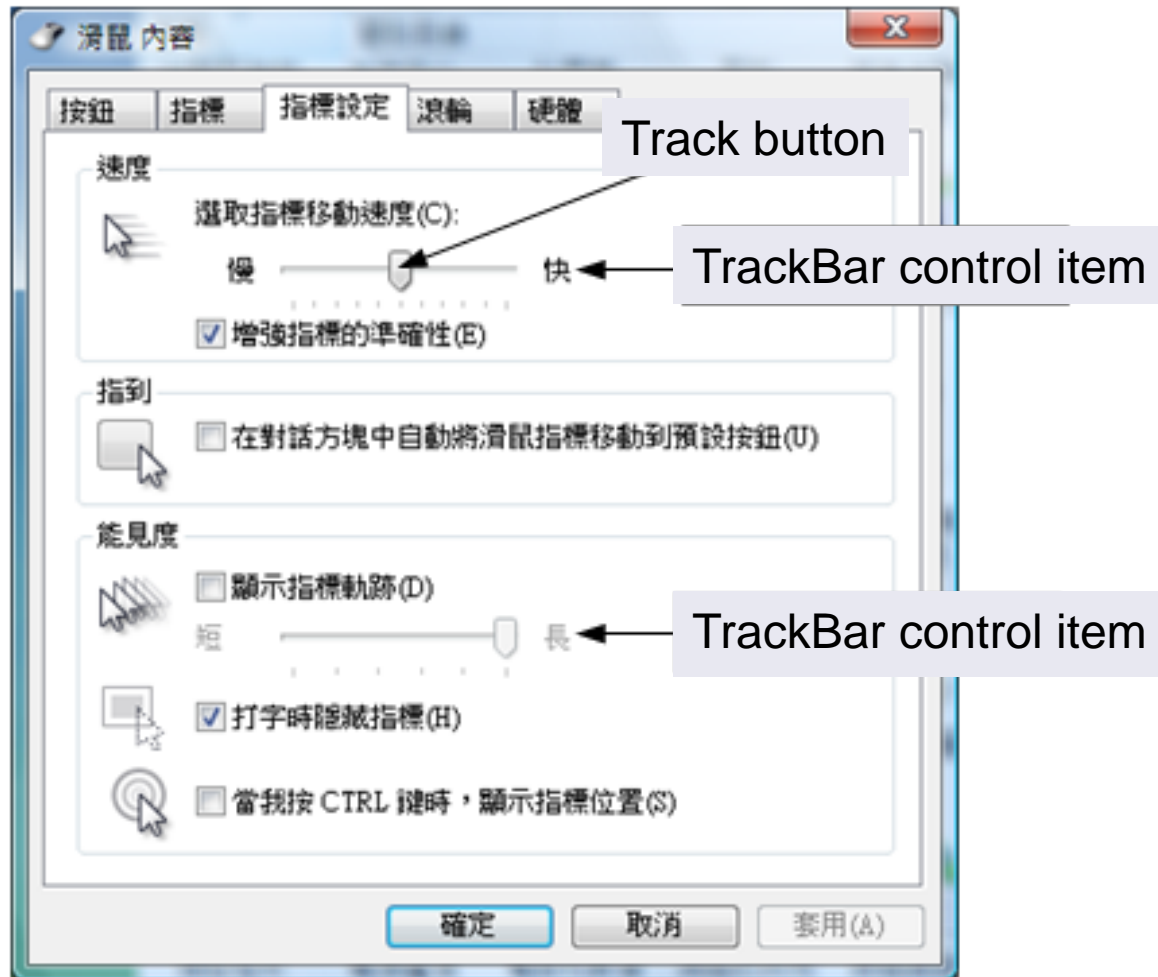 滑鼠 內容
按鈕 指標 指標設定 滾輪 硬體
Track button
速度
選取指標移動速度(C):
慢 快
TrackBar control item
增強指標的準確性(E)
指到
在對話方塊中自動將滑鼠指標移動到預設按鈕(U)
能見度
顯示指標軌跡(D)
短 長
TrackBar control item
打字時隱藏指標(H)
當我按 CTRL 鍵時，顯示指標位置(S)
確定 取消 套用(A)